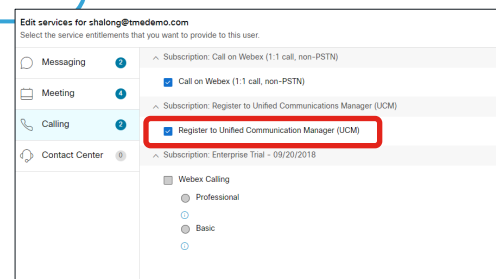 Edit services for shalong@tmedemo.com
Select the service entitlements that you want to provide to this user.
Messaging 2
Meeting 4
Calling 2
Contact Center 0
Subscription: Call on Webex (1:1 call, non-PSTN)
Call on Webex (1:1 call, non-PSTN)
Subscription: Register to Unified Communications Manager (UCM)
Register to Unified Communication Manager (UCM)
Subscription: Enterprise Trial - 09/20/2018
Webex Calling
Professional
Basic